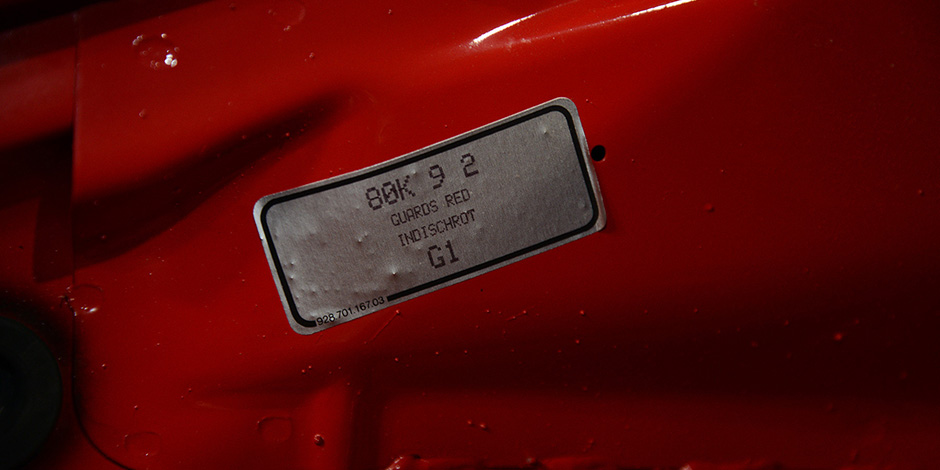 80K 9 2
GUARDS RED
INDISCHROT
G1
928.701.167.03